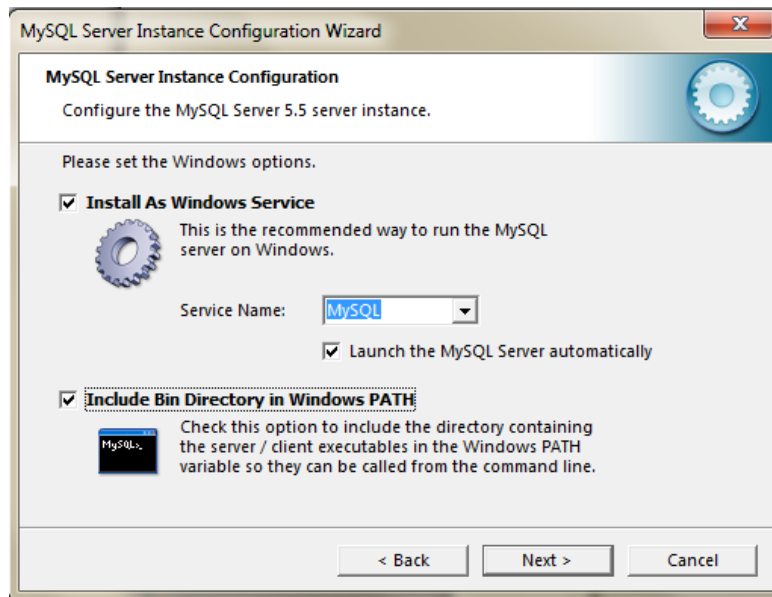 MySQL Server Instance Configuration Wizard
MySQL Server Instance Configuration
Configure the MySQL Server 5.5 server instance.
Please set the Windows options.
Install As Windows Service
This is the recommended way to run the MySQL
server on Windows.
Service Name: MySQL
Launch the MySQL Server automatically
Include Bin Directory in Windows PATH
MySQL>_
Check this option to include the directory containing
the server / client executables in the Windows PATH
variable so they can be called from the command line.
< Back Next > Cancel